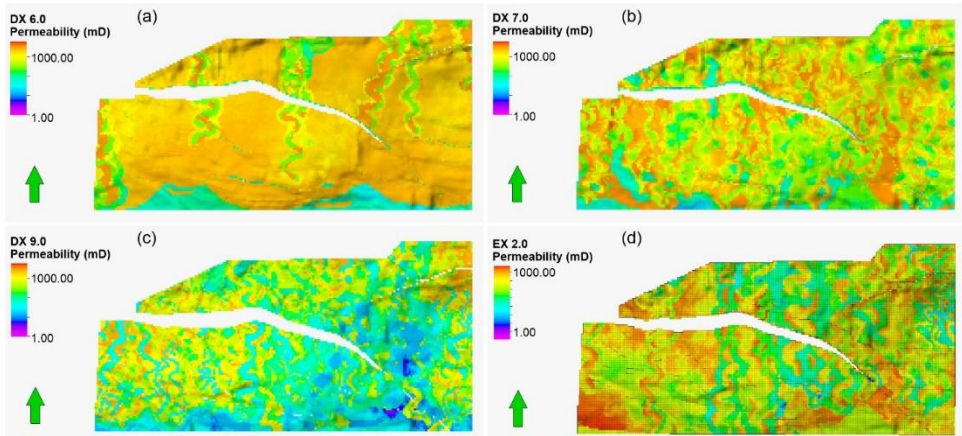 DX 6.0
Permeability (mD)
(a)
1000.00
1.00
DX 7.0
Permeability (mD)
(b)
1000.00
1.00
DX 9.0
Permeability (mD)
(c)
1000.00
1.00
EX 2.0
Permeability (mD)
(d)
1000.00
1.00